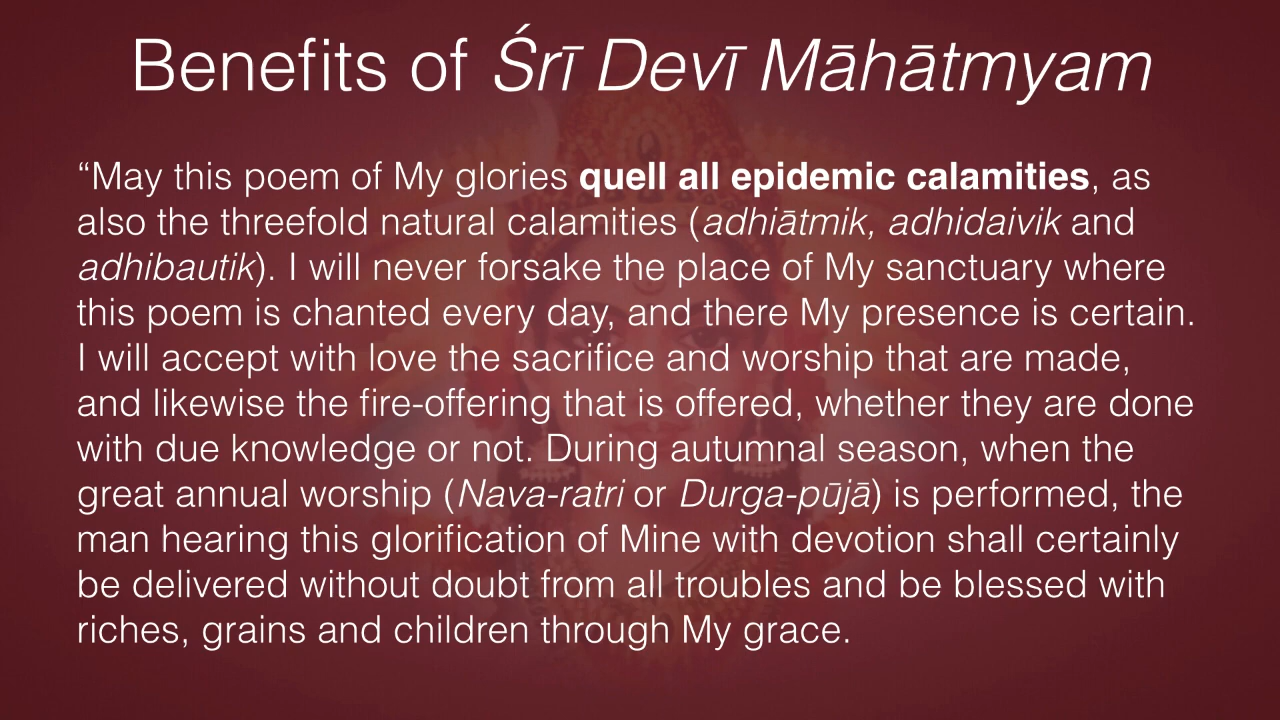 Benefits of Śrī Devī Māhātmyam
“May this poem of My glories quell all epidemic calamities, as
also the threefold natural calamities (adhiātmik, adhidaivik and
adhibautik). I will never forsake the place of My sanctuary where
this poem is chanted every day, and there My presence is certain.
I will accept with love the sacrifice and worship that are made,
and likewise the fire-offering that is offered, whether they are done
with due knowledge or not. During autumnal season, when the
great annual worship (Nava-ratri or Durga-pūjā) is performed, the
man hearing this glorification of Mine with devotion shall certainly
be delivered without doubt from all troubles and be blessed with
riches, grains and children through My grace.